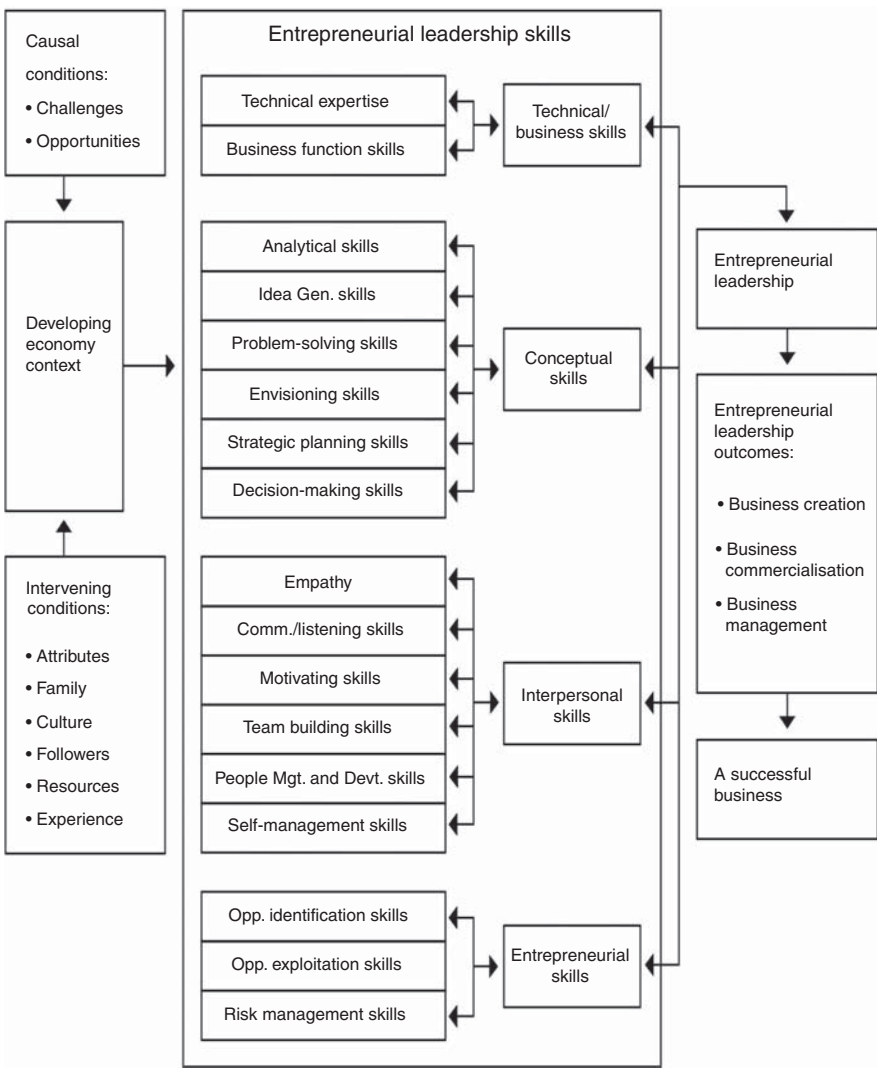 Causal
conditions:
• Challenges
• Opportunities
Developing
economy
context
Intervening
conditions:
• Attributes
• Family
• Culture
• Followers
• Resources
• Experience
Entrepreneurial leadership skills
Technical expertise
Business function skills
Technical/
business skills
Analytical skills
Idea Gen. skills
Problem-solving skills
Envisioning skills
Strategic planning skills
Decision-making skills
Conceptual
skills
Empathy
Comm./listening skills
Motivating skills
Team building skills
People Mgt. and Devt. skills
Self-management skills
Interpersonal
skills
Opp. identification skills
Opp. exploitation skills
Risk management skills
Entrepreneurial
skills
Entrepreneurial
leadership
Entrepreneurial
leadership
outcomes:
• Business creation
• Business
commercialisation
• Business
management
A successful
business